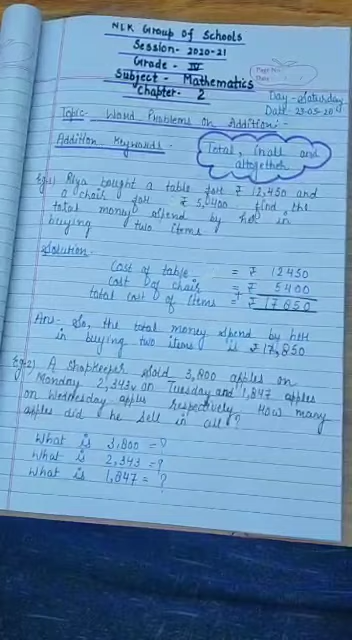 NLK Group of Schools
Session- 2020-21
Grade - IV
Subject - Mathematics
Chapter- 2
Day - Saturday
Date - 23-05-20
Topic- Word Problems on Addition:-
Addition Keywords -
Total, Inall and
altogether
Eg-1) Riya bought a table for ₹ 12,450 and
a chair for ₹ 5,400 find the
total money spend by her in
buying two items
Solution-
Cost of table = ₹ 12450
cost of chair = ₹ 5400
total cost of items = + ₹ 17850
Ans- So, the total money spend by her
in buying two items is ₹17,850
Eg-2) A Shopkeeper sold 3,800 apples on
Monday 2,343 on Tuesday and 1,847 apples
on Wednesday apples respectively. How many
apples did he sell in all?
What is 3,800 = ?
What is 2,343 = ?
What is 1,847 = ?